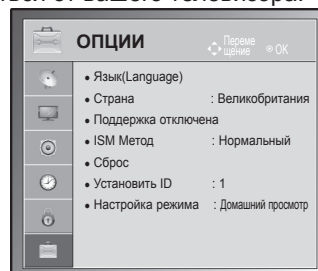 ОПЦИИ
Переме
щение
OK
• Язык(Language)
• Страна : Великобритания
• Поддержка отключена
• ISM Метод : Нормальный
• Сброс
• Установить ID : 1
• Настройка режима : Домашний просмотр